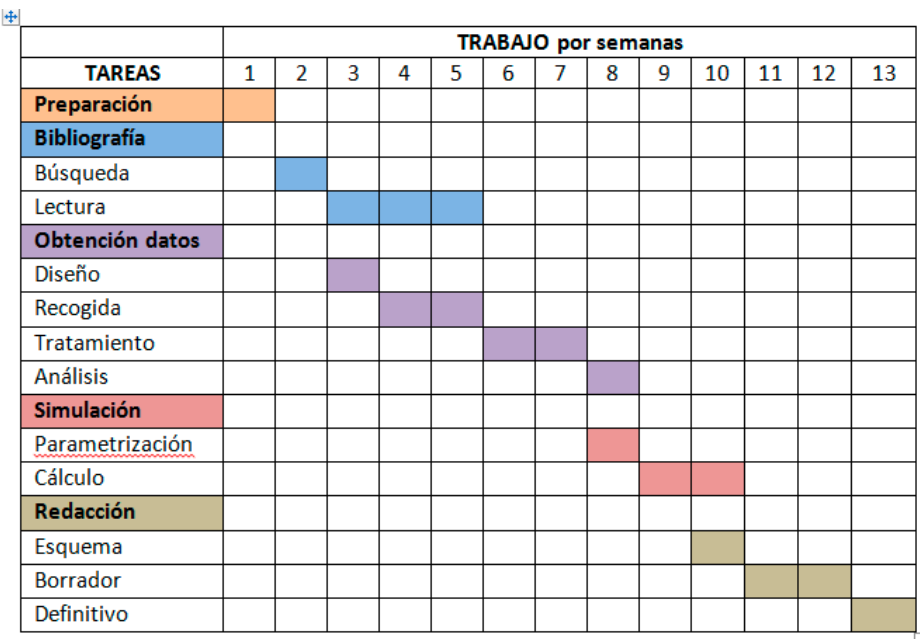 TRABAJO por semanas
TAREAS 1 2 3 4 5 6 7 8 9 10 11 12 13
Preparación
Bibliografía
Búsqueda
Lectura
Obtención datos
Diseño
Recogida
Tratamiento
Análisis
Simulación
Parametrización
Cálculo
Redacción
Esquema
Borrador
Definitivo